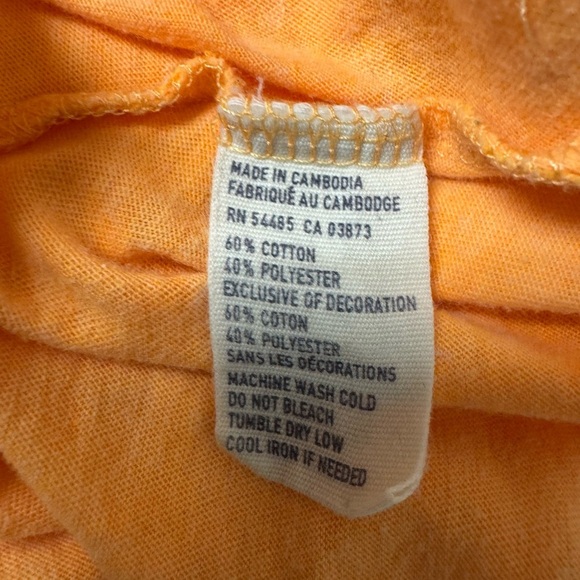 MADE IN CAMBODIA
FABRIQUÉ AU CAMBODGE
RN 54485 CA 03873
60% COTTON
40% POLYESTER
EXCLUSIVE OF DECORATION
60% COTON
40% POLYESTER
SANS LES DÉCORATIONS
MACHINE WASH COLD
DO NOT BLEACH
TUMBLE DRY LOW
COOL IRON IF NEEDED